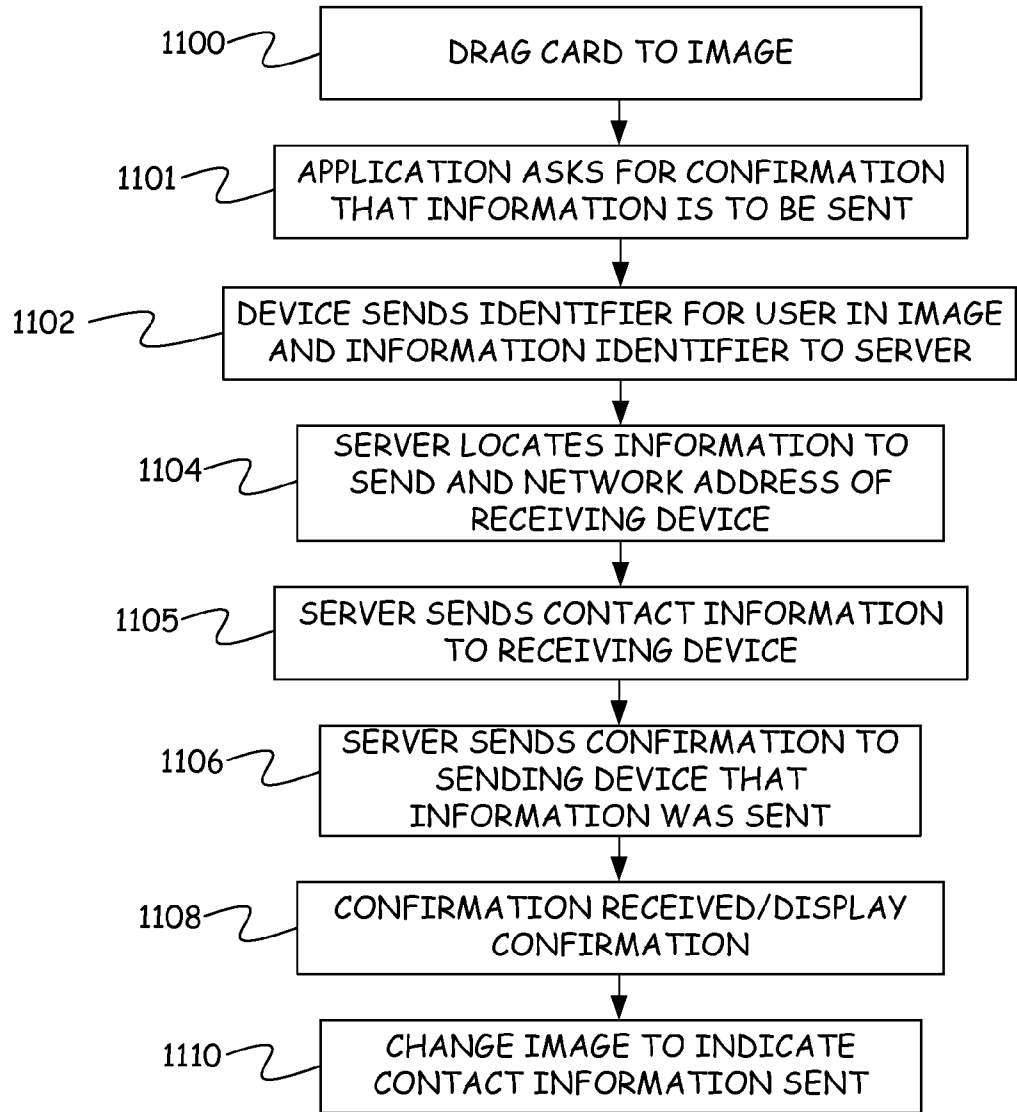 1100
DRAG CARD TO IMAGE
1101
APPLICATION ASKS FOR CONFIRMATION
THAT INFORMATION IS TO BE SENT
1102
DEVICE SENDS IDENTIFIER FOR USER IN IMAGE
AND INFORMATION IDENTIFIER TO SERVER
1104
SERVER LOCATES INFORMATION TO
SEND AND NETWORK ADDRESS OF
RECEIVING DEVICE
1105
SERVER SENDS CONTACT INFORMATION
TO RECEIVING DEVICE
1106
SERVER SENDS CONFIRMATION TO
SENDING DEVICE THAT
INFORMATION WAS SENT
1108
CONFIRMATION RECEIVED/DISPLAY
CONFIRMATION
1110
CHANGE IMAGE TO INDICATE
CONTACT INFORMATION SENT